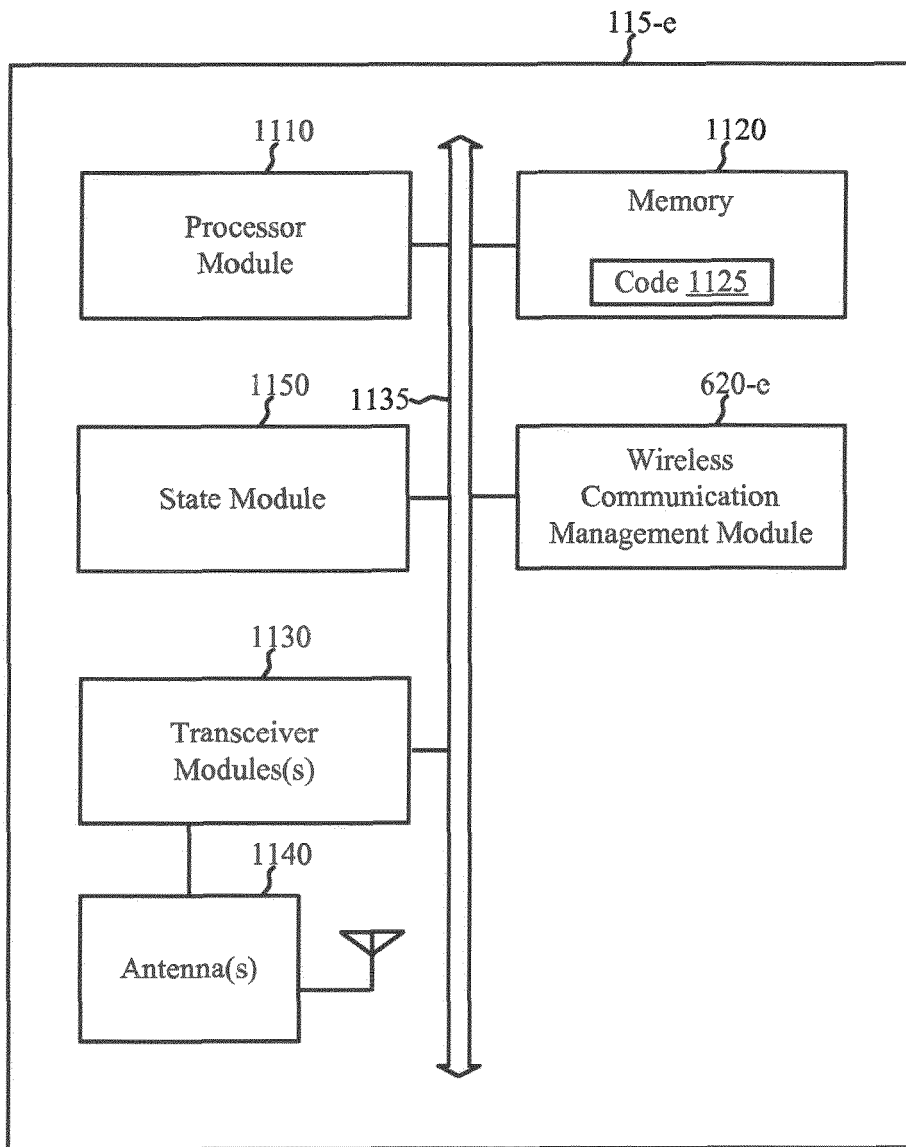 115-e
1110
1120
Processor
Module
Memory
Code 1125
1150
1135
620-e
State Module
Wireless
Communication
Management Module
1130
Transceiver
Modules(s)
1140
Antenna(s)